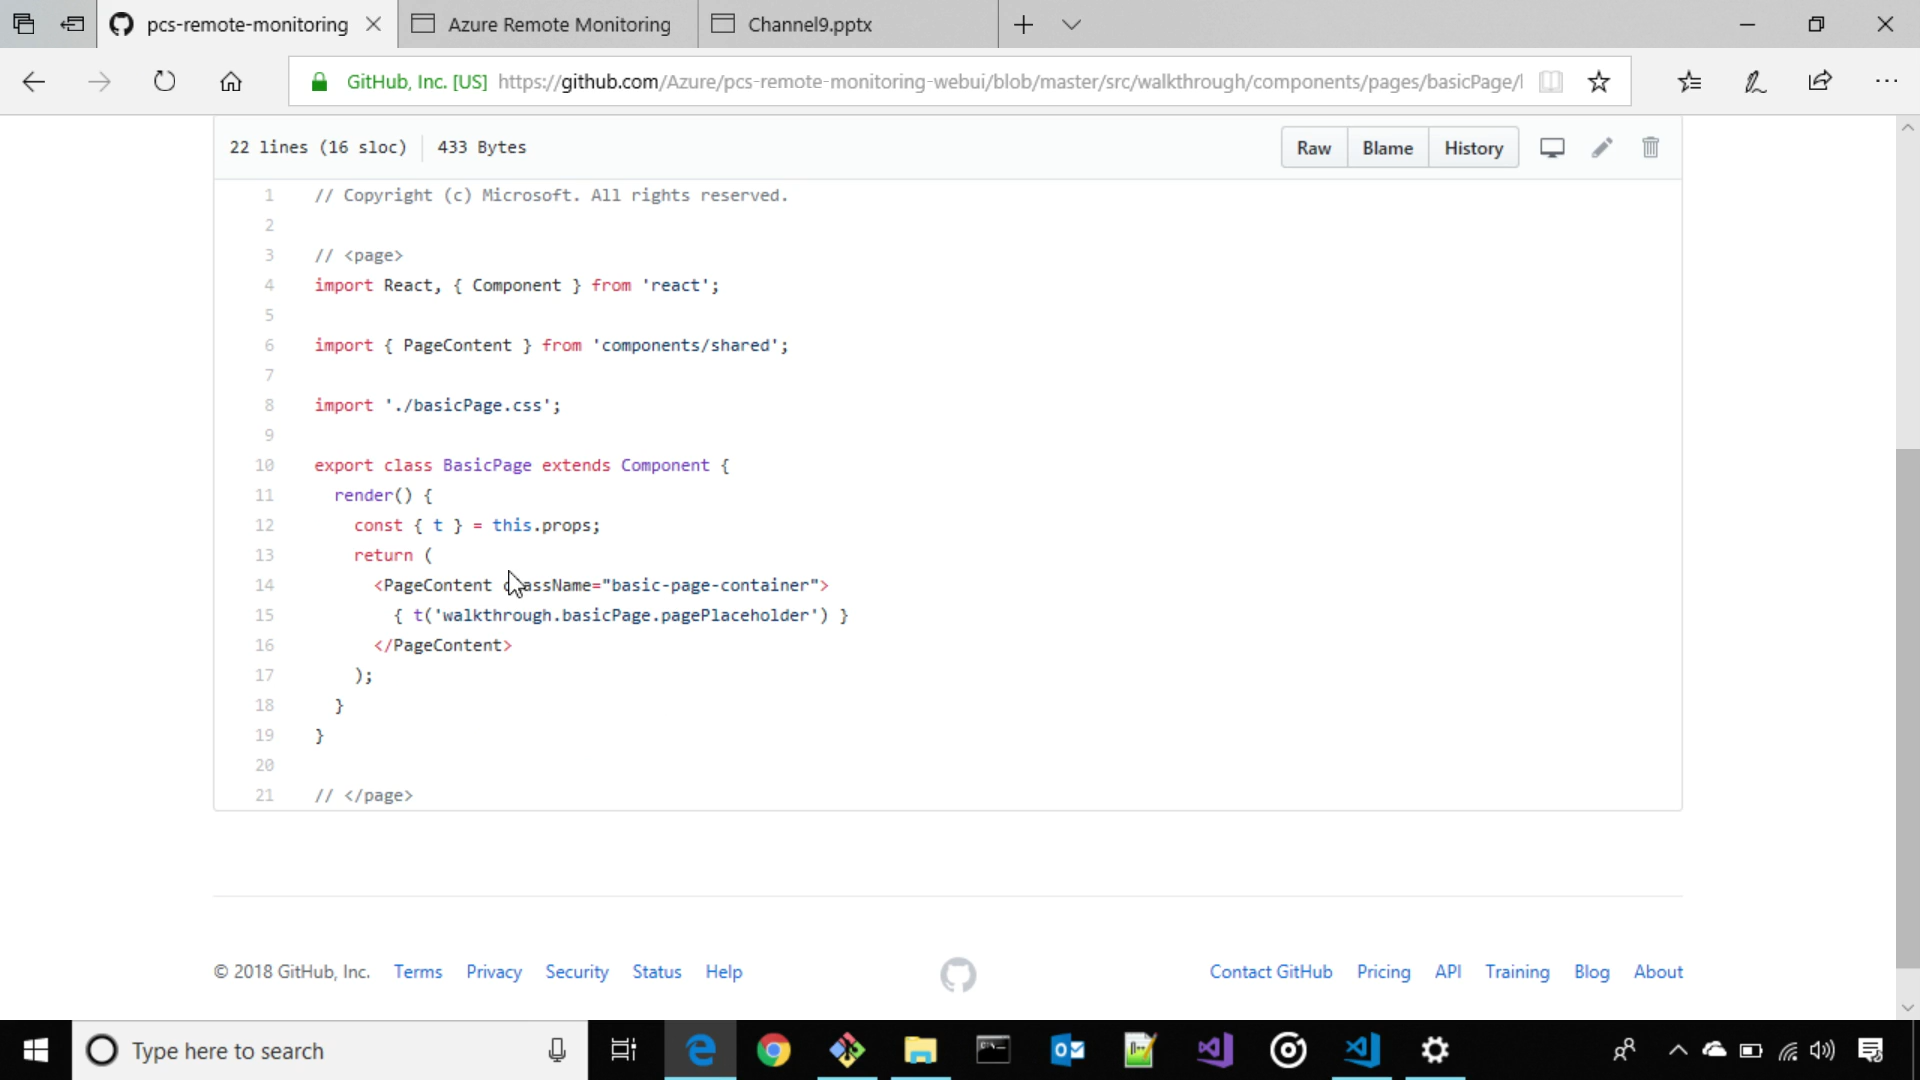 pcs-remote-monitoring
Azure Remote Monitoring
Channel9.pptx
GitHub, Inc. [US] https://github.com/Azure/pcs-remote-monitoring-webui/blob/master/src/walkthrough/components/pages/basicPage/
22 lines (16 sloc) 433 Bytes
Raw Blame History
1 // Copyright (c) Microsoft. All rights reserved.
2
3 // <page>
4 import React, { Component } from 'react';
5
6 import { PageContent } from 'components/shared';
7
8 import './basicPage.css';
9
10 export class BasicPage extends Component {
11 render() {
12 const { t } = this.props;
13 return (
14 <PageContent className="basic-page-container">
15 { t('walkthrough.basicPage.pagePlaceholder') }
16 </PageContent>
17 );
18 }
19 }
20
21 // </page>
© 2018 GitHub, Inc. Terms Privacy Security Status Help
Contact GitHub Pricing API Training Blog About
Type here to search